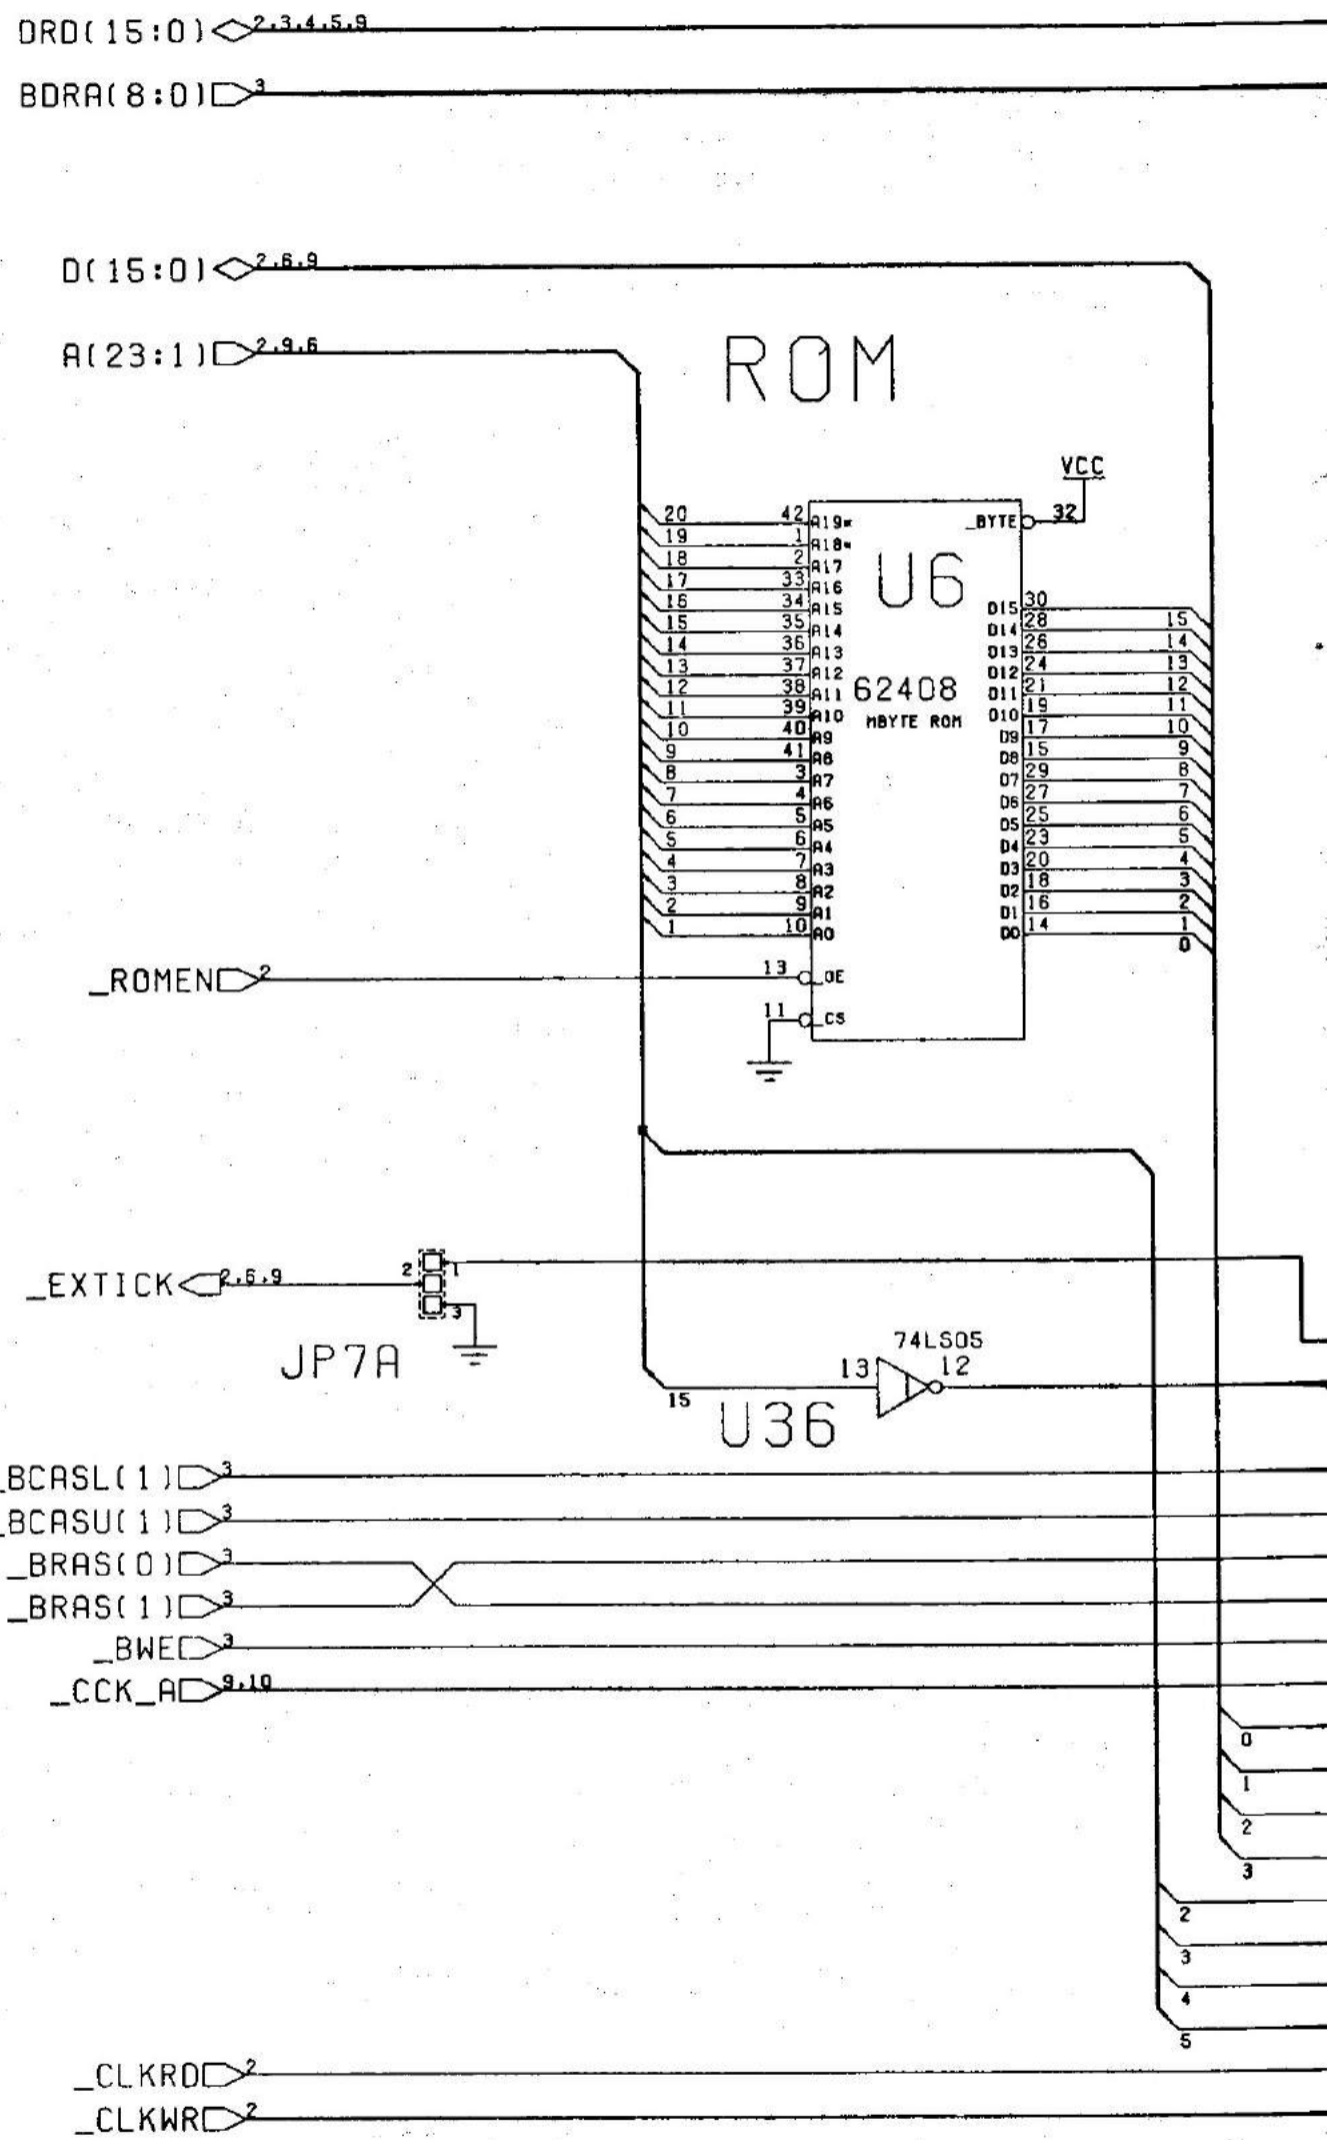 DRD(15:0) 2,3,4,5,9
BDRA(8:0) 3
D(15:0) 2,6,9
A(23:1) 2,9,6
ROM
VCC
20 42 A19* _BYTE 32
19 1 A18*
18 2 A17
U6
17 33 A16
16 34 A15 D15 30 15
15 35 A14 D14 28 14
14 36 A13 D13 26 13
13 37 A12 D12 24 12
12 38 A11 62408 D11 21 11
11 39 A10 MBYTE ROM D10 19 10
10 40 A9 D9 17 9
9 41 A8 D8 15 8
8 3 A7 D7 29 7
7 4 A6 D6 27 6
6 5 A5 D5 25 5
5 6 A4 D4 23 4
4 7 A3 D3 20 3
3 8 A2 D2 18 2
2 9 A1 D1 16 1
1 10 A0 D0 14 0
_ROMEN 2 13 _OE
11 _CS
_EXTICK 2,6,9 2 1
3
JP7A
74LS05
13 12
15
U36
_BCASL(1) 3
_BCASU(1) 3
_BRAS(0) 3
_BRAS(1) 3
_BWE 3
_CCK_A 9,10
0
1
2
3
2
3
4
5
_CLKRD 2
_CLKWR 2